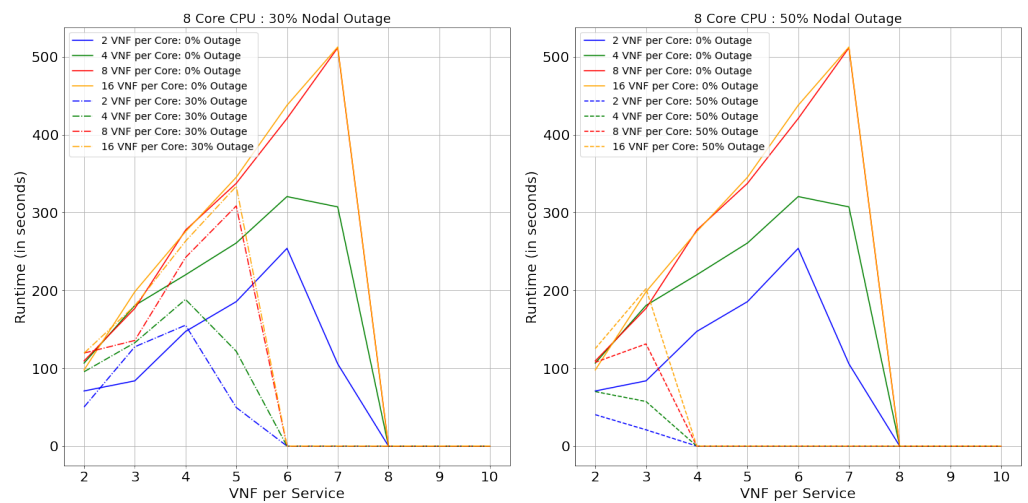 8 Core CPU : 30% Nodal Outage
2 VNF per Core: 0% Outage
4 VNF per Core: 0% Outage
8 VNF per Core: 0% Outage
16 VNF per Core: 0% Outage
2 VNF per Core: 30% Outage
4 VNF per Core: 30% Outage
8 VNF per Core: 30% Outage
16 VNF per Core: 30% Outage
Runtime (in seconds)
500
400
300
200
100
0
2 3 4 5 6 7 8 9 10
VNF per Service
8 Core CPU : 50% Nodal Outage
2 VNF per Core: 0% Outage
4 VNF per Core: 0% Outage
8 VNF per Core: 0% Outage
16 VNF per Core: 0% Outage
2 VNF per Core: 50% Outage
4 VNF per Core: 50% Outage
8 VNF per Core: 50% Outage
16 VNF per Core: 50% Outage
Runtime (in seconds)
500
400
300
200
100
0
2 3 4 5 6 7 8 9 10
VNF per Service